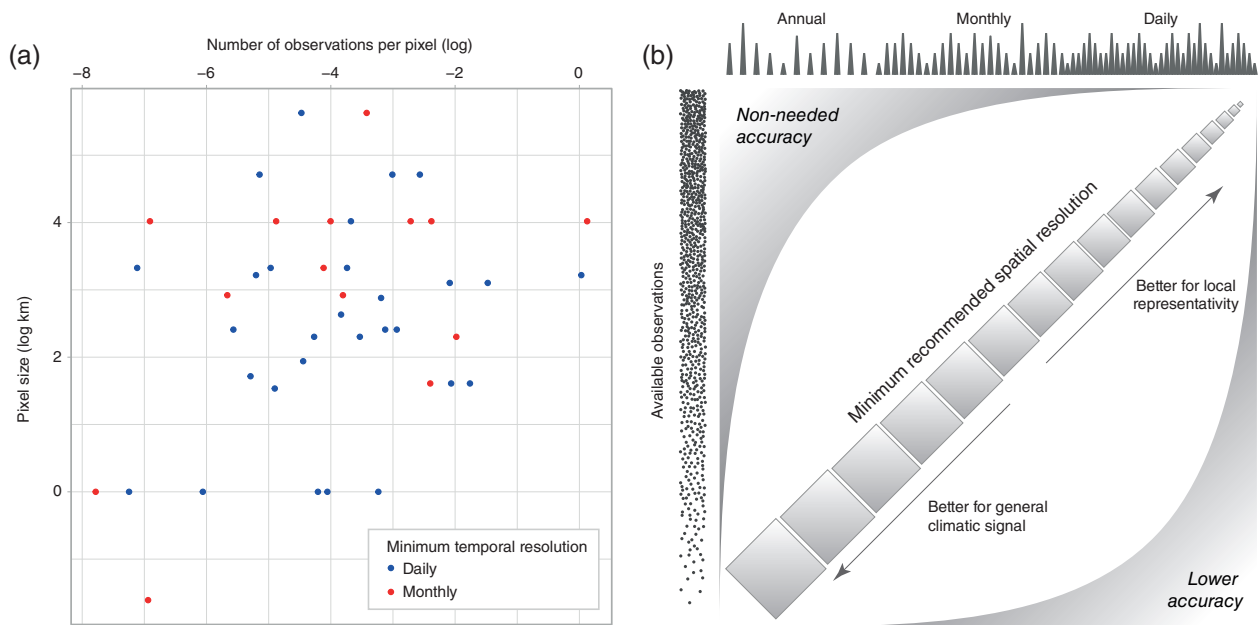 (a)
Number of observations per pixel (log)
−8 −6 −4 −2 0
4
2
0
Pixel size (log km)
Minimum temporal resolution
Daily
Monthly
(b)
Annual Monthly Daily
Available observations
Non-needed
accuracy
Minimum recommended spatial resolution
Better for local
representativity
Better for general
climatic signal
Lower
accuracy